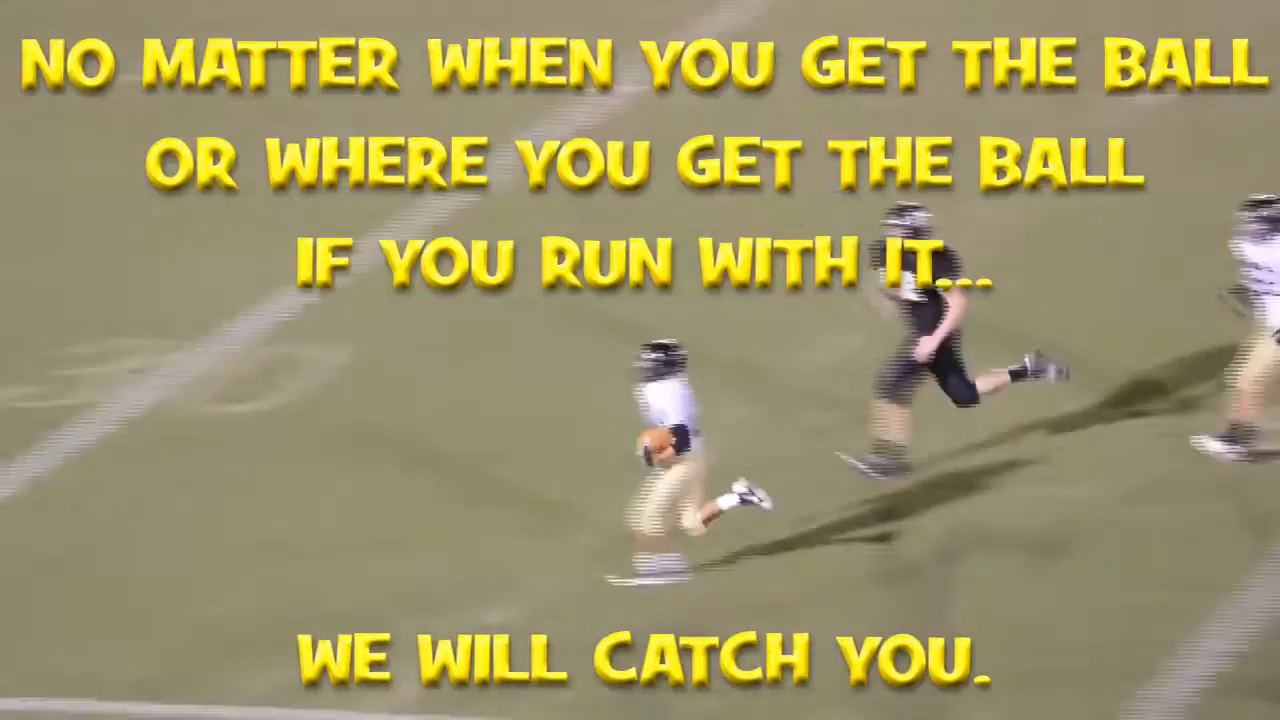 NO MATTER WHEN YOU GET THE BALL
OR WHERE YOU GET THE BALL
IF YOU RUN WITH IT...
WE WILL CATCH YOU.